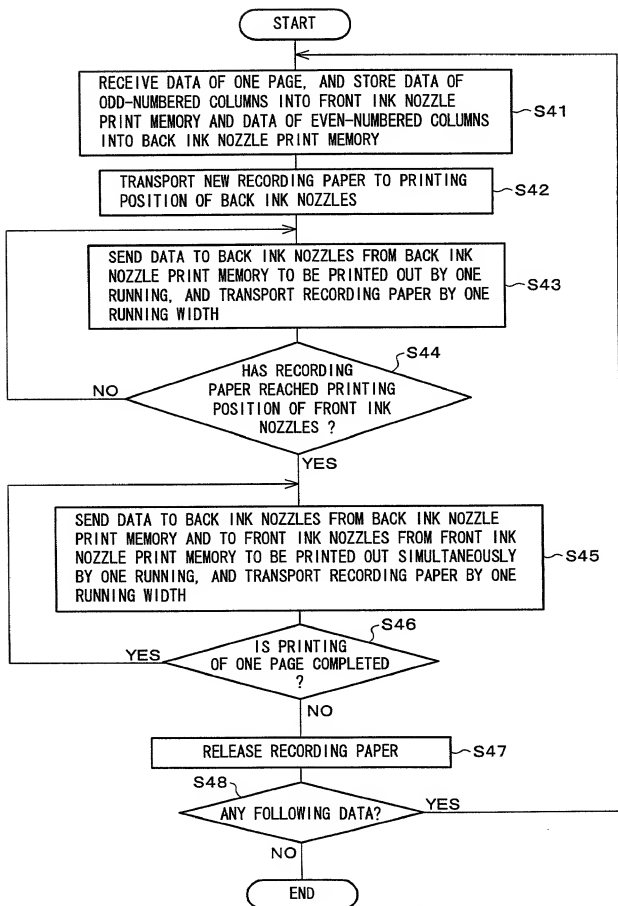 START
RECEIVE DATA OF ONE PAGE, AND STORE DATA OF
ODD-NUMBERED COLUMNS INTO FRONT INK NOZZLE
PRINT MEMORY AND DATA OF EVEN-NUMBERED COLUMNS
INTO BACK INK NOZZLE PRINT MEMORY.
S41
TRANSPORT NEW RECORDING PAPER TO PRINTING
POSITION OF BACK INK NOZZLES
S42
SEND DATA TO BACK INK NOZZLES FROM BACK INK
NOZZLE PRINT MEMORY TO BE PRINTED OUT BY ONE
RUNNING, AND TRANSPORT RECORDING PAPER BY ONE
RUNNING WIDTH
S43
S44
HAS RECORDING
PAPER REACHED PRINTING
POSITION OF FRONT INK
NOZZLES ?
NO
YES
SEND DATA TO BACK INK NOZZLES FROM BACK INK NOZZLE
PRINT MEMORY AND TO FRONT INK NOZZLES FROM FRONT INK
NOZZLE PRINT MEMORY TO BE PRINTED OUT SIMULTANEOUSLY
BY ONE RUNNING, AND TRANSPORT RECORDING PAPER BY ONE
RUNNING WIDTH
S45
S46
IS PRINTING
OF ONE PAGE COMPLETED
?
YES
NO
RELEASE RECORDING PAPER
S47
S48
ANY FOLLOWING DATA?
YES
NO
END